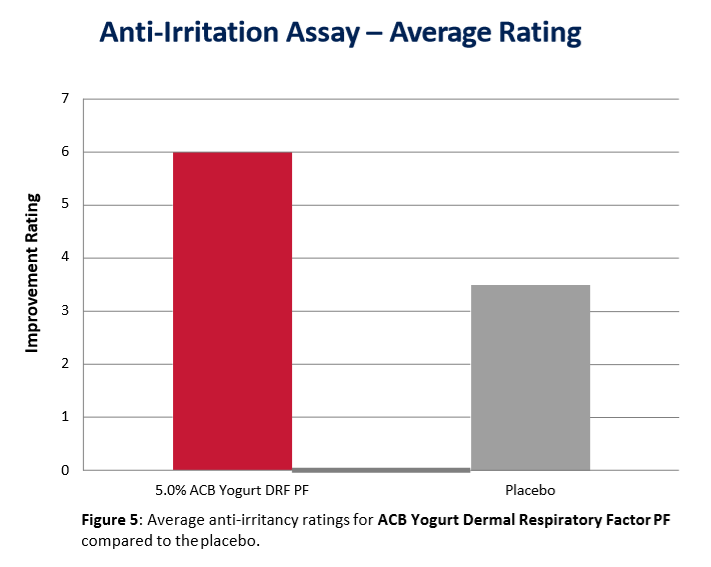 Anti-Irritation Assay – Average Rating
7
6
5
4
3
2
1
0
Improvement Rating
5.0% ACB Yogurt DRF PF
Placebo
Figure 5: Average anti-irritancy ratings for ACB Yogurt Dermal Respiratory Factor PF
compared to the placebo.